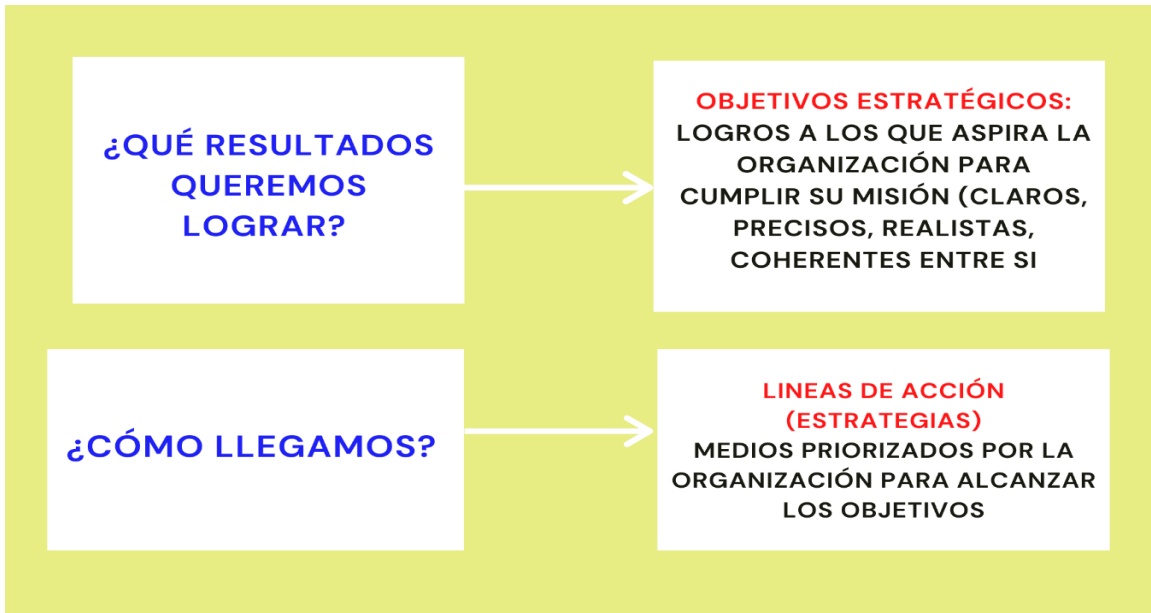 ¿QUÉ RESULTADOS
QUEREMOS
LOGRAR?
OBJETIVOS ESTRATÉGICOS:
LOGROS A LOS QUE ASPIRA LA
ORGANIZACIÓN PARA
CUMPLIR SU MISIÓN (CLAROS,
PRECISOS, REALISTAS,
COHERENTES ENTRE SI
¿CÓMO LLEGAMOS?
LINEAS DE ACCIÓN
(ESTRATEGIAS)
MEDIOS PRIORIZADOS POR LA
ORGANIZACIÓN PARA ALCANZAR
LOS OBJETIVOS